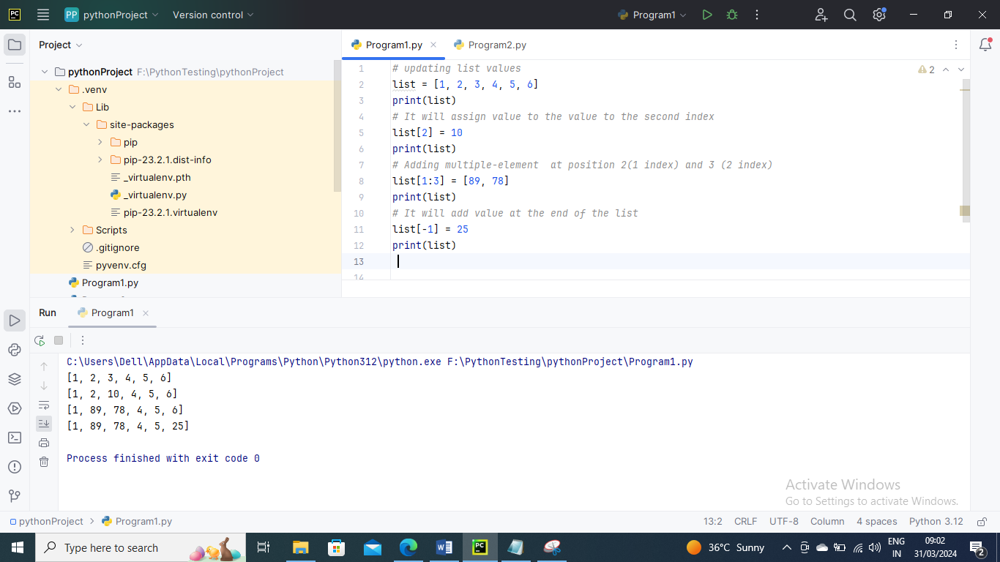 PC PP pythonProject Version control Program1
Project
Program1.py Program2.py
pythonProject F:\PythonTesting\pythonProject
.venv
Lib
site-packages
pip
pip-23.2.1.dist-info
_virtualenv.pth
_virtualenv.py
pip-23.2.1.virtualenv
Scripts
.gitignore
pyvenv.cfg
Program1.py
2
1 # updating list values
2 list = [1, 2, 3, 4, 5, 6]
3 print(list)
4 # It will assign value to the value to the second index
5 list[2] = 10
6 print(list)
7 # Adding multiple-element  at position 2(1 index) and 3 (2 index)
8 list[1:3] = [89, 78]
9 print(list)
10 # It will add value at the end of the list
11 list[-1] = 25
12 print(list)
13
14
Run Program1
C:\Users\Dell\AppData\Local\Programs\Python\Python312\python.exe F:\PythonTesting\pythonProject\Program1.py
[1, 2, 3, 4, 5, 6]
[1, 2, 10, 4, 5, 6]
[1, 89, 78, 4, 5, 6]
[1, 89, 78, 4, 5, 25]
Process finished with exit code 0
Activate Windows
Go to Settings to activate Windows.
pythonProject > Program1.py 13:2 CRLF UTF-8 Column 4 spaces Python 3.12
Type here to search
36°C Sunny
ENG
IN
09:02
31/03/2024
2